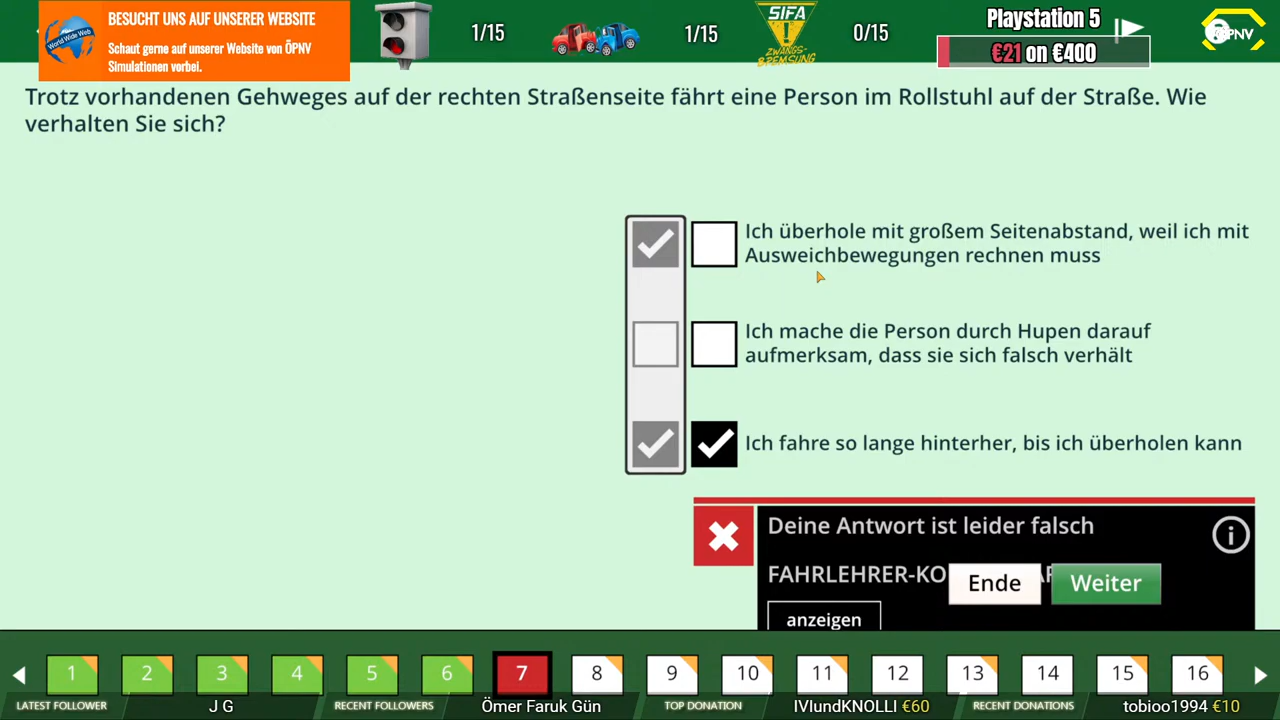 BESUCHT UNS AUF UNSERER WEBSITE
Schaut gerne auf unserer Website von ÖPNV
Simulationen vorbei.
World Wide Web
1/15
1/15
SIFA
ZWANGS-
BREMSUNG
0/15
Playstation 5
€21 on €400
ÖPNV
Trotz vorhandenen Gehweges auf der rechten Straßenseite fährt eine Person im Rollstuhl auf der Straße. Wie
verhalten Sie sich?
Ich überhole mit großem Seitenabstand, weil ich mit
Ausweichbewegungen rechnen muss
Ich mache die Person durch Hupen darauf
aufmerksam, dass sie sich falsch verhält
Ich fahre so lange hinterher, bis ich überholen kann
Deine Antwort ist leider falsch
FAHRLEHRER-KO
Ende
Weiter
anzeigen
1 2 3 4 5 6 7 8 9 10 11 12 13 14 15 16
LATEST FOLLOWER J G RECENT FOLLOWERS Ömer Faruk Gün TOP DONATION IVIundKNOLLI €60 RECENT DONATIONS tobioo1994 €10